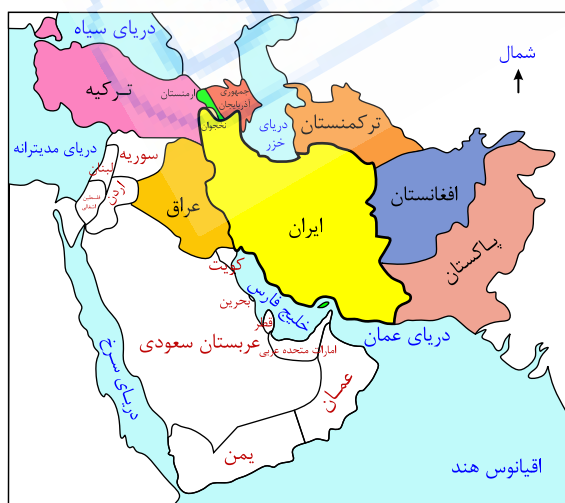 دریای سیاه
شمال
ترکیه
ارمنستان
جمهوری
آذربایجان
نخجوان
دریای
خزر
ترکمنستان
دریای مدیترانه
سوریه
لبنان
فلسطین
اشغالی
اردن
عراق
ایران
افغانستان
پاکستان
کویت
خلیج فارس
بحرین
قطر
امارات متحده عربی
دریای عمان
عربستان سعودی
دریای سرخ
عمان
یمن
اقیانوس هند